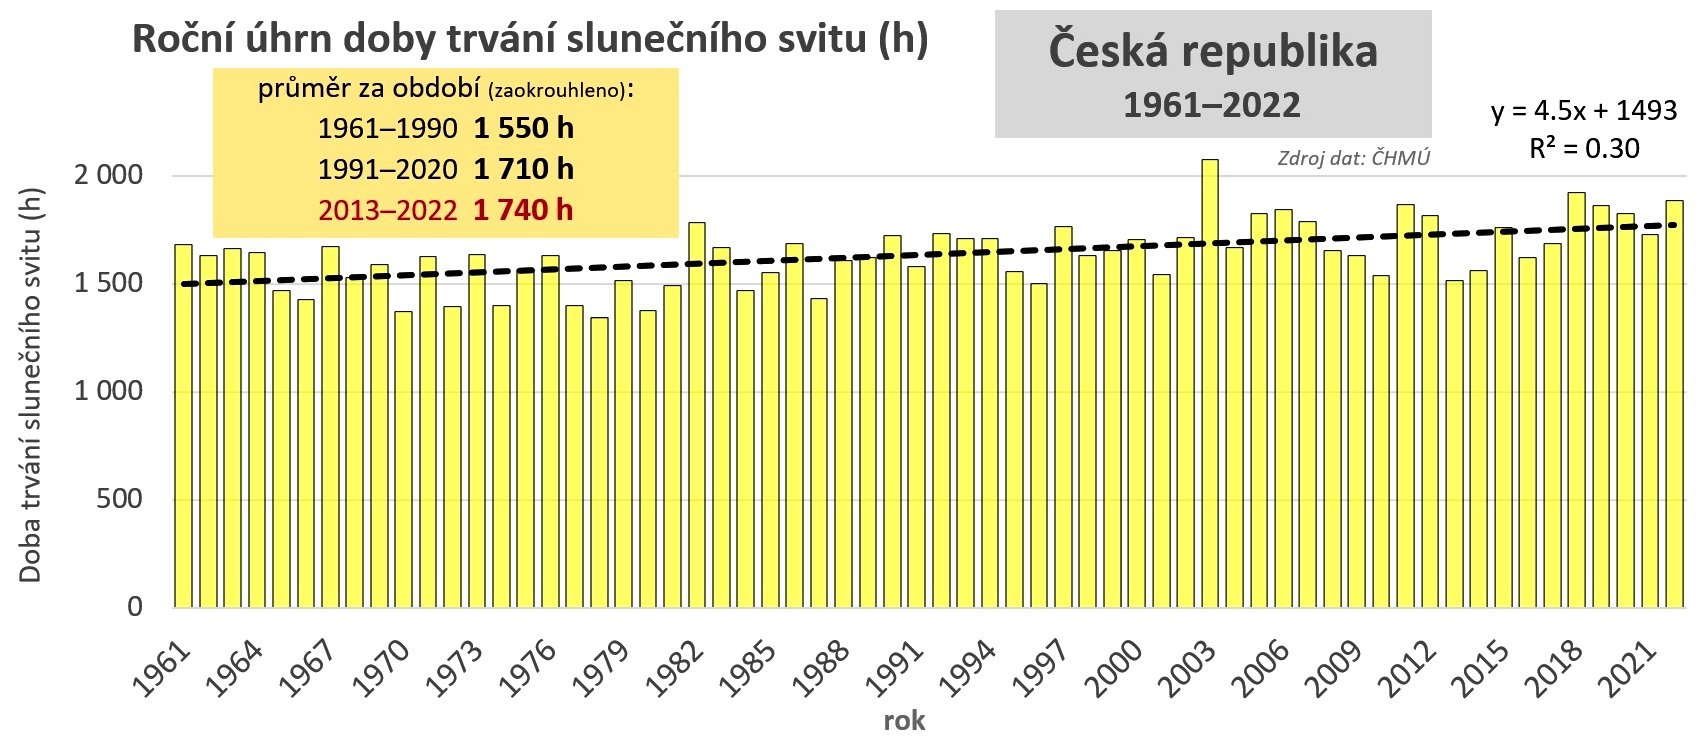 Roční úhrn doby trvání slunečního svitu (h)
Česká republika
1961–2022
průměr za období (zaokrouhleno):
1961–1990 1 550 h
1991–2020 1 710 h
2013–2022 1 740 h
y = 4.5x + 1493
R² = 0.30
Zdroj dat: ČHMÚ
Doba trvání slunečního svitu (h)
2 000
1 500
1 000
500
0
1961 1964 1967 1970 1973 1976 1979 1982 1985 1988 1991 1994 1997 2000 2003 2006 2009 2012 2015 2018 2021
rok